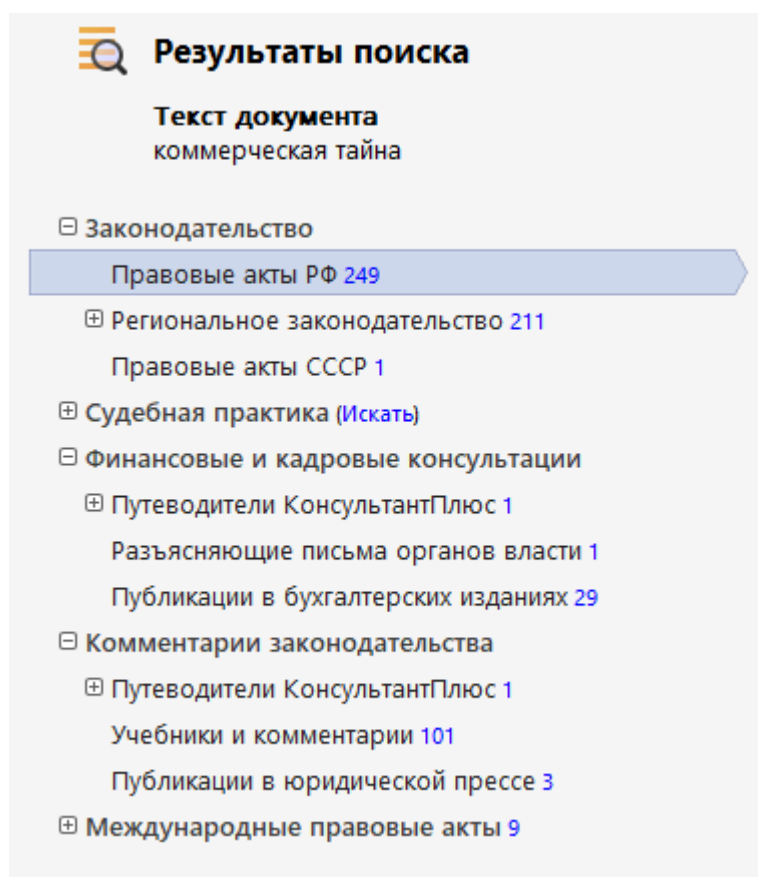 Результаты поиска
Текст документа
коммерческая тайна
Законодательство
Правовые акты РФ 249
Региональное законодательство 211
Правовые акты СССР 1
Судебная практика (Искать)
Финансовые и кадровые консультации
Путеводители КонсультантПлюс 1
Разъясняющие письма органов власти 1
Публикации в бухгалтерских изданиях 29
Комментарии законодательства
Путеводители КонсультантПлюс 1
Учебники и комментарии 101
Публикации в юридической прессе 3
Международные правовые акты 9